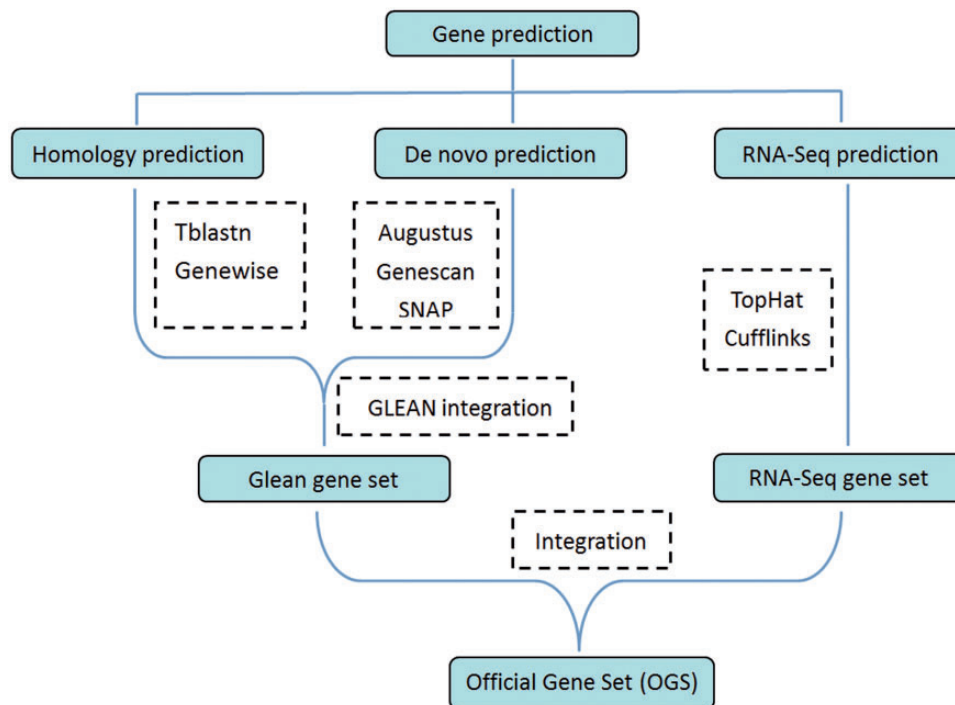 Gene prediction
Homology prediction
De novo prediction
RNA-Seq prediction
Tblastn
Genewise
Augustus
Genescan
SNAP
TopHat
Cufflinks
GLEAN integration
Glean gene set
RNA-Seq gene set
Integration
Official Gene Set (OGS)